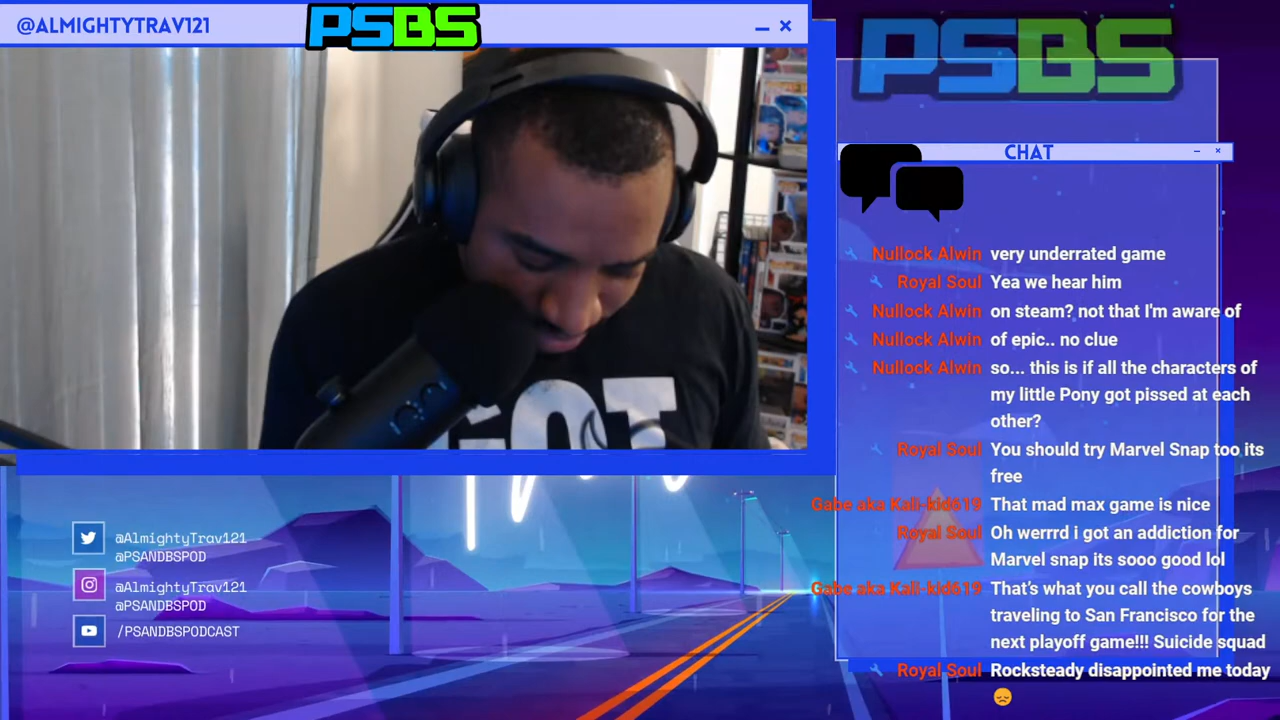 @ALMIGHTYTRAV121
PSBS
PSBS
CHAT
Nullock Alwin very underrated game
Royal Soul Yea we hear him
Nullock Alwin on steam? not that I'm aware of
Nullock Alwin of epic.. no clue
Nullock Alwin so... this is if all the characters of
my little Pony got pissed at each
other?
Royal Soul You should try Marvel Snap too its
free
Gabe aka Kali-kid619 That mad max game is nice
Royal Soul Oh werrrd i got an addiction for
Marvel snap its sooo good lol
Gabe aka Kali-kid619 That's what you call the cowboys
traveling to San Francisco for the
next playoff game!!! Suicide squad
Royal Soul Rocksteady disappointed me today
😞
GOT
@AlmightyTrav121
@PSANDBSPOD
@AlmightyTrav121
@PSANDBSPOD
/PSANDBSPODCAST